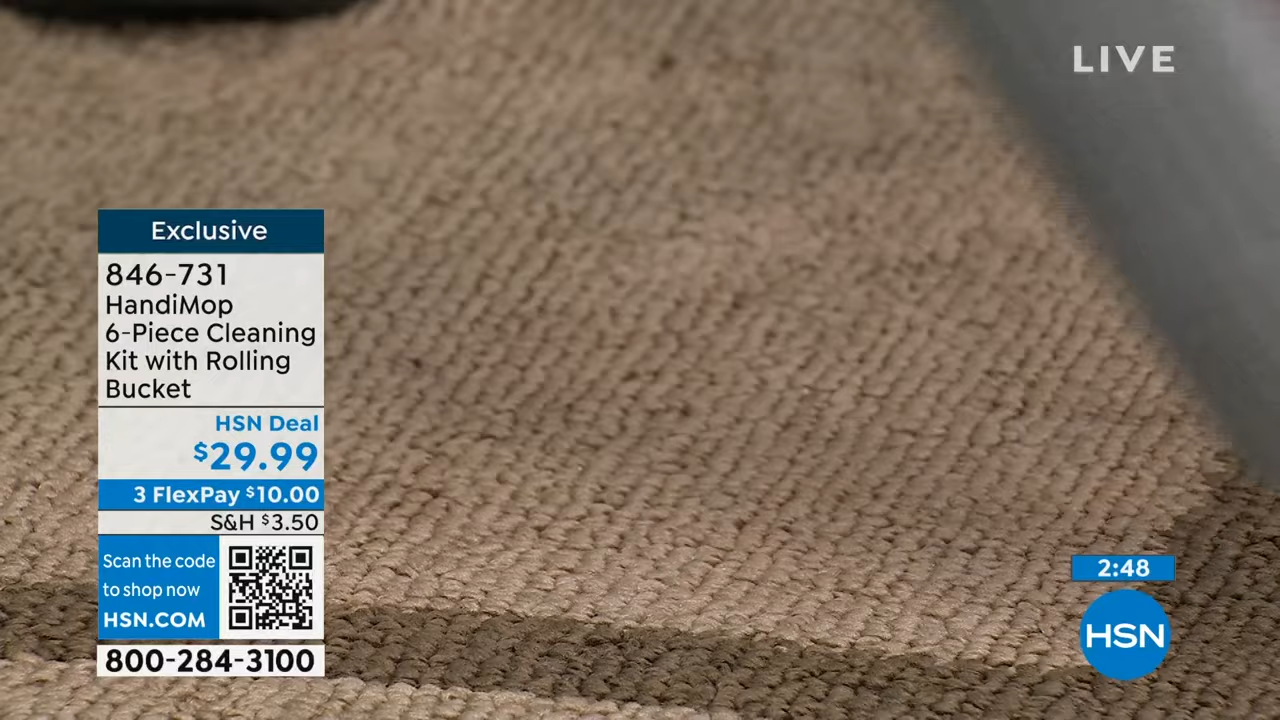 LIVE
Exclusive
846-731
HandiMop
6-Piece Cleaning
Kit with Rolling
Bucket
HSN Deal
$29.99
3 FlexPay $10.00
S&H $3.50
Scan the code
to shop now
HSN.COM
800-284-3100
2:48
HSN